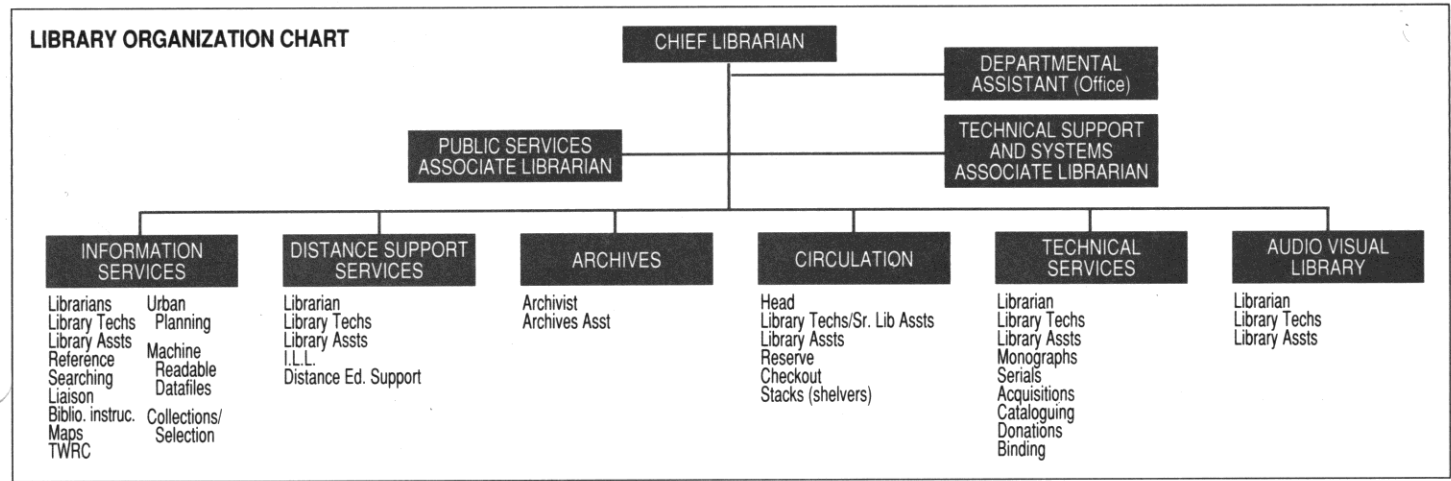 LIBRARY ORGANIZATION CHART
CHIEF LIBRARIAN
DEPARTMENTAL
ASSISTANT (Office)
PUBLIC SERVICES
ASSOCIATE LIBRARIAN
TECHNICAL SUPPORT
AND SYSTEMS
ASSOCIATE LIBRARIAN
INFORMATION
SERVICES
Librarians
Library Techs
Library Assts
Reference
Searching
Liaison
Biblio. instruc.
Maps
TWRC
Urban
Planning
Machine
Readable
Datafiles
Collections/
Selection
DISTANCE SUPPORT
SERVICES
Librarian
Library Techs
Library Assts
I.L.L.
Distance Ed. Support
ARCHIVES
Archivist
Archives Asst
CIRCULATION
Head
Library Techs/Sr. Lib Assts
Library Assts
Reserve
Checkout
Stacks (shelvers)
TECHNICAL
SERVICES
Librarian
Library Techs
Library Assts
Monographs
Serials
Acquisitions
Cataloguing
Donations
Binding
AUDIO VISUAL
LIBRARY
Librarian
Library Techs
Library Assts